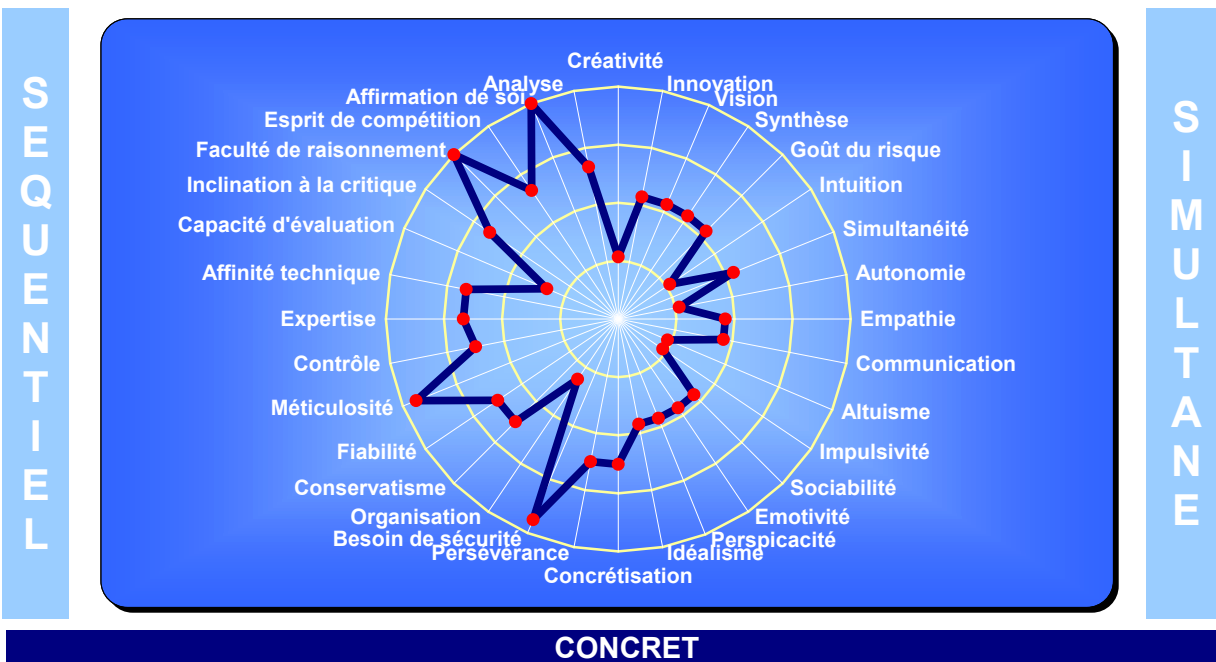 SEQUENTIEL
Créativité
Innovation
Vision
Synthèse
Goût du risque
Intuition
Simultanéité
Autonomie
Empathie
Communication
Altuisme
Impulsivité
Sociabilité
Emotivité
Perspicacité
Idéalisme
Concrétisation
Persévérance
Besoin de sécurité
Organisation
Conservatisme
Fiabilité
Méticulosité
Contrôle
Expertise
Affinité technique
Capacité d'évaluation
Inclination à la critique
Faculté de raisonnement
Esprit de compétition
Affirmation de soi
Analyse
SIMULTANE
CONCRET